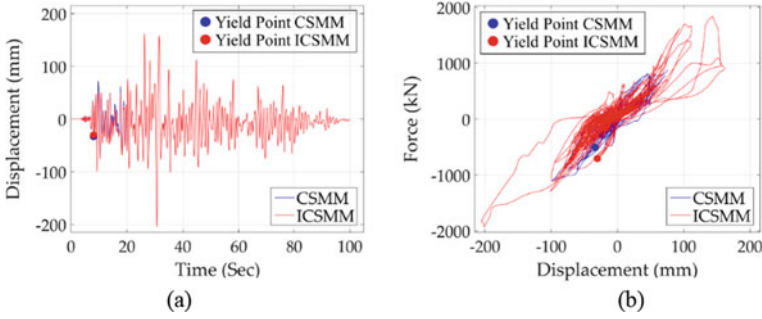 Yield Point CSMM
Yield Point ICSMM
200
100
0
-100
-200
Displacement (mm)
CSMM
ICSMM
0 20 40 60 80 100
Time (Sec)
(a)
Yield Point CSMM
Yield Point ICSMM
2000
1000
0
-1000
-2000
Force (kN)
CSMM
ICSMM
-200 -100 0 100 200
Displacement (mm)
(b)